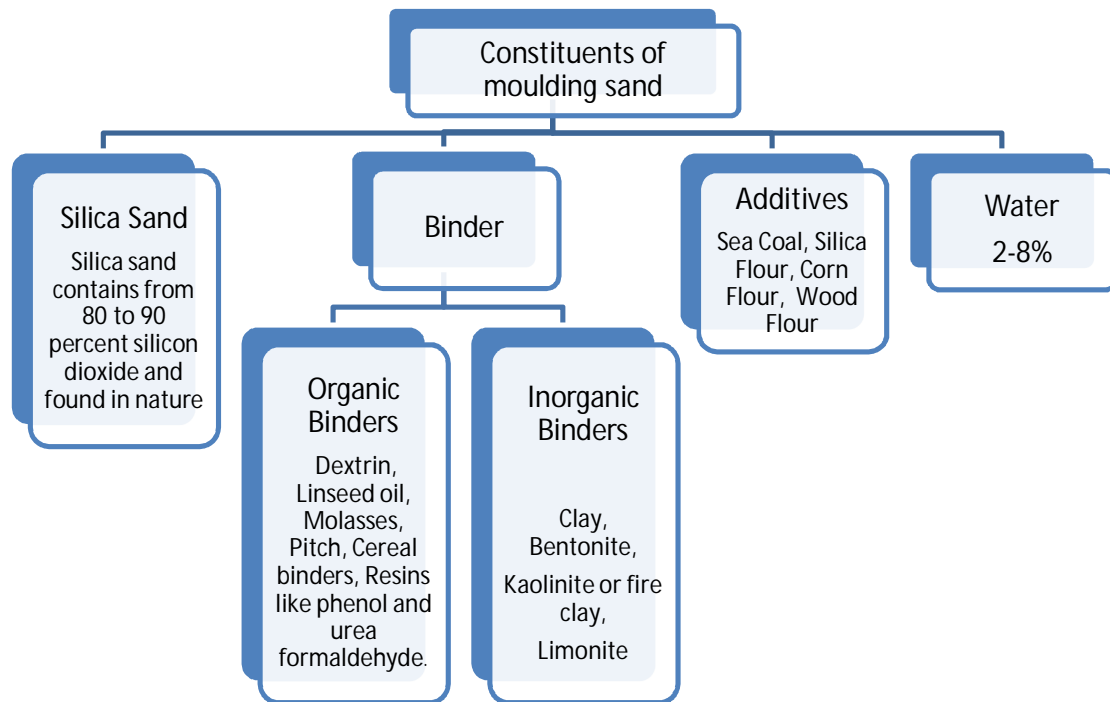 Constituents of
moulding sand
Silica Sand
Silica sand
contains from
80 to 90
percent silicon
dioxide and
found in nature
Binder
Additives
Sea Coal, Silica
Flour, Corn
Flour, Wood
Flour
Water
2-8%
Organic
Binders
Dextrin,
Linseed oil,
Molasses,
Pitch, Cereal
binders, Resins
like phenol and
urea
formaldehyde.
Inorganic
Binders
Clay,
Bentonite,
Kaolinite or fire
clay,
Limonite